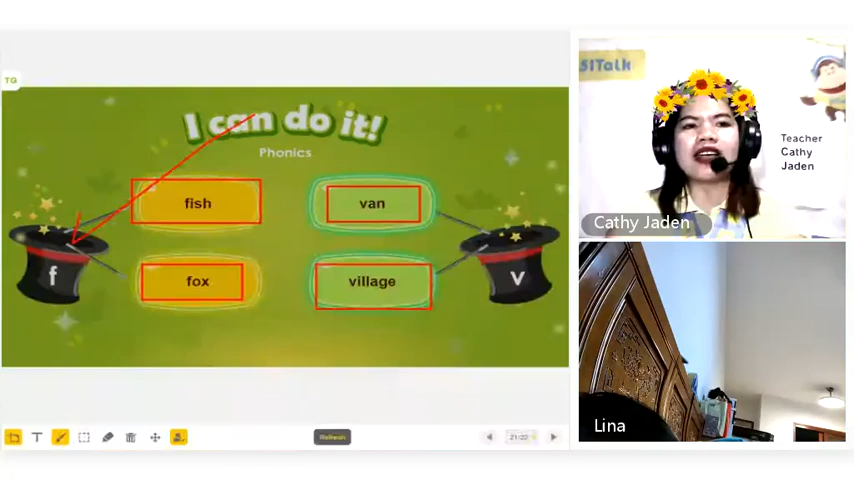 TG
I can do it!
Phonics
fish
van
fox
village
f
v
T
Refresh
21/22
51Talk
Teacher
Cathy
Jaden
Cathy Jaden
Lina